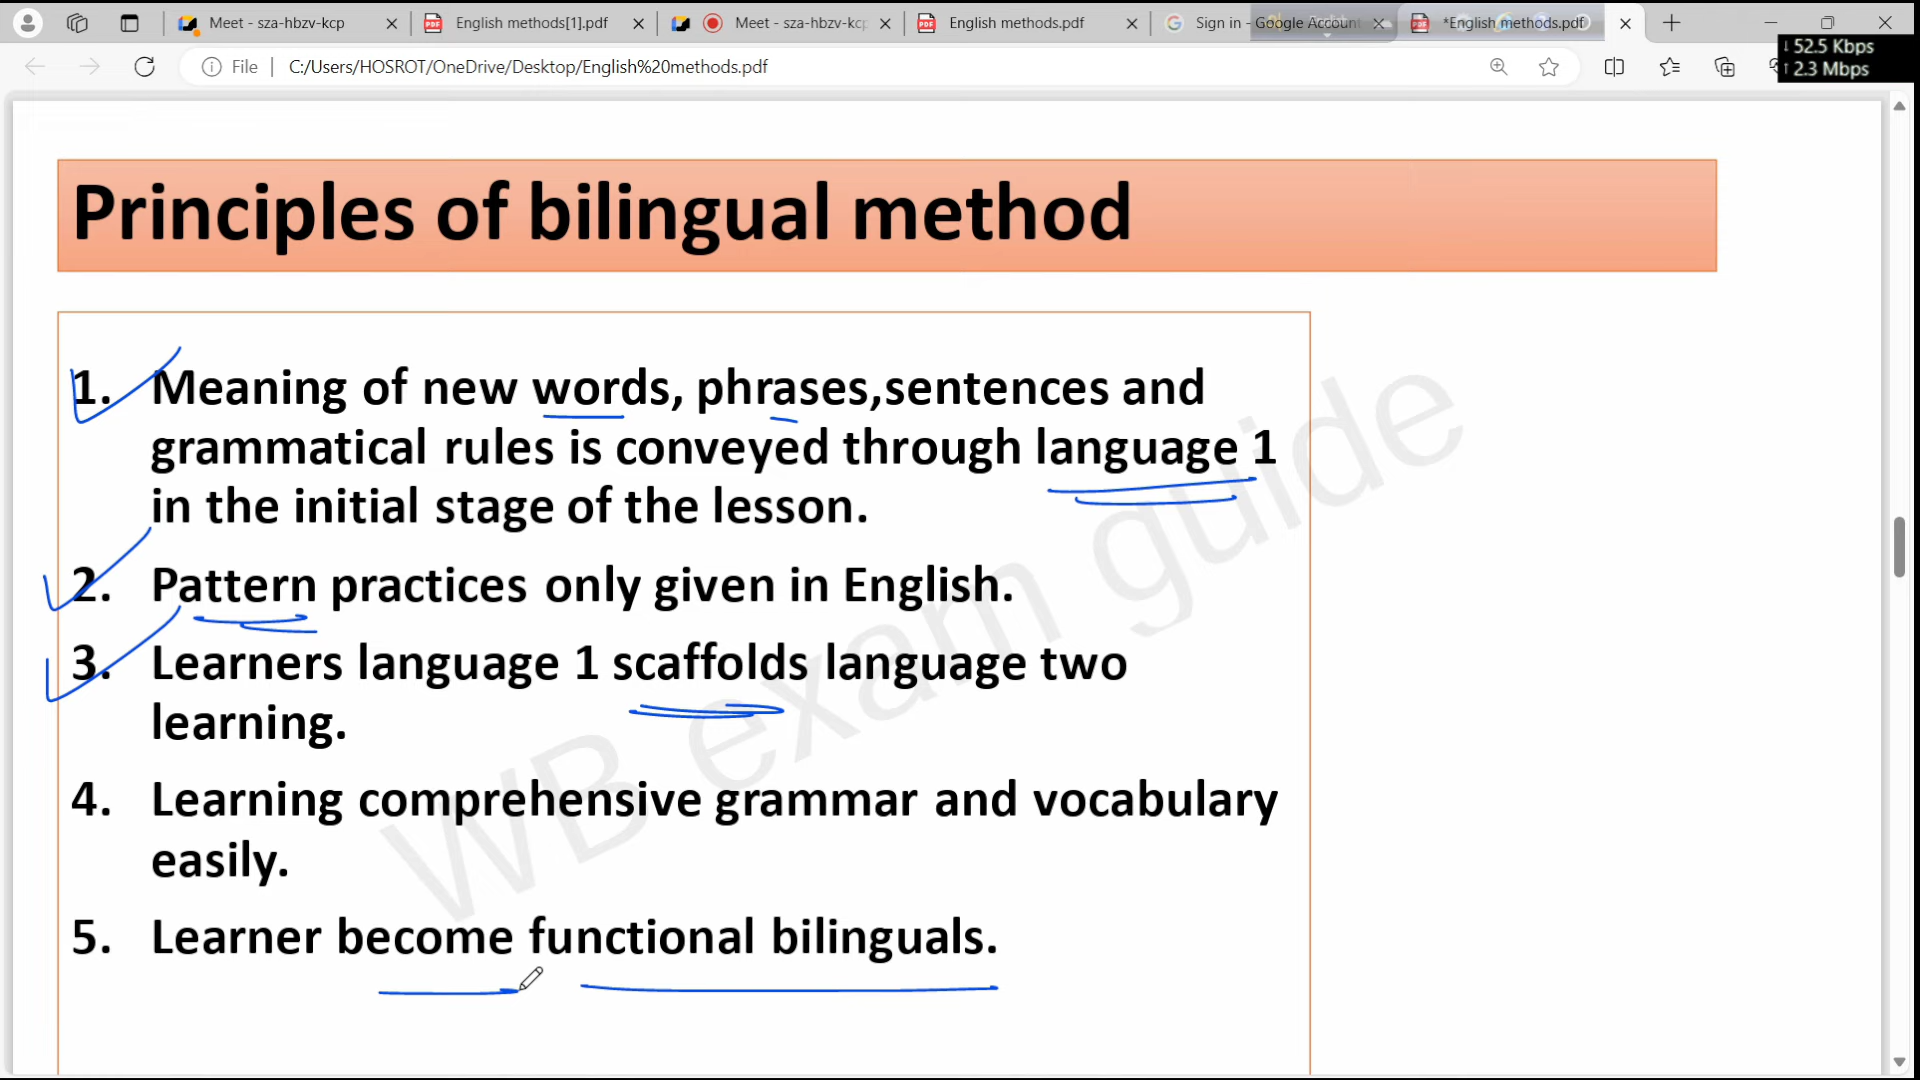 Meet - sza-hbzv-kcp
English methods[1].pdf
Meet - sza-hbzv-kcp
English methods.pdf
Sign in - Google Account
*English methods.pdf
↓ 52.5 Kbps
↑ 2.3 Mbps
File
C:/Users/HOSROT/OneDrive/Desktop/English%20methods.pdf
Principles of bilingual method
1. Meaning of new words, phrases,sentences and
grammatical rules is conveyed through language 1
in the initial stage of the lesson.
2. Pattern practices only given in English.
3. Learners language 1 scaffolds language two
learning.
4. Learning comprehensive grammar and vocabulary
easily.
5. Learner become functional bilinguals.
WB exam guide